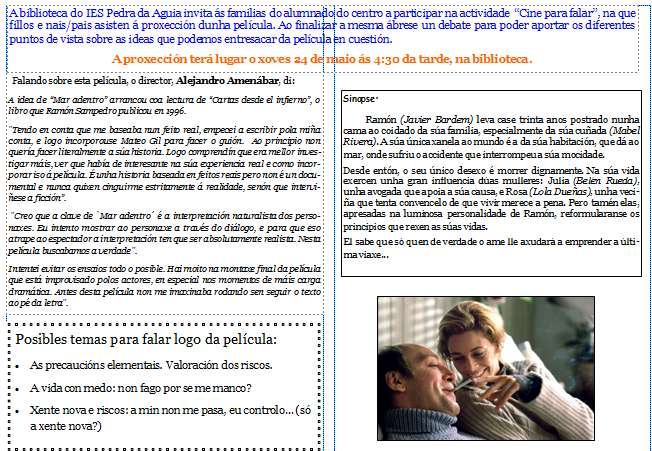 A biblioteca do IES Pedra da Aguia invita ás familias do alumnado do centro a participar na actividade “Cine para falar”, na que
fillos e nais/pais asisten á proxección dunha película. Ao finalizar a mesma ábrese un debate para poder aportar os diferentes
puntos de vista sobre as ideas que podemos entresacar da película en cuestión.
A proxección terá lugar o xoves 24 de maio ás 4:30 da tarde, na biblioteca.
Falando sobre esta película, o director, Alejandro Amenábar, di:
A idea de “Mar adentro” arrancou coa lectura de “Cartas desde el infierno”, o
libro que Ramón Sampedro publicou en 1996.
"Tendo en conta que me baseaba nun feito real, empecei a escribir pola miña
conta, e logo incorporouse Mateo Gil para facer o guión. Ao principio non
quería facer literalmente a súa historia. Logo comprendín que era mellor inves-
tigar máis, ver que había de interesante na súa experiencia real e como incor-
porar iso á película. É unha historia baseada en feitos reais pero non é un docu-
mental e nunca quixen cinguirme estritamente á realidade, senón que intervi-
ñese a ficción”.
"Creo que a clave de `Mar adentro´ é a interpretación naturalista dos perso-
naxes. Eu intento mostrar ao personaxe a través do diálogo, e para que eso
atrape ao espectador a interpretación ten que ser absolutamente realista. Nesta
película buscabamos a verdade".
Intentei evitar os ensaios todo o posible. Hai moito na montaxe final da película
que está improvisado polos actores, en especial nos momentos de máis carga
dramática. Antes desta película non me imaxinaba rodando sen seguir o texto
ao pé da letra".
Posibles temas para falar logo da película:
• As precaucións elementais. Valoración dos riscos.
• A vida con medo: non fago por se me manco?
• Xente nova e riscos: a min non me pasa, eu controlo... (só
a xente nova?)
Sinopse·
Ramón (Javier Bardem) leva case trinta anos postrado nunha
cama ao coidado da súa familia, especialmente da súa cuñada (Mabel
Rivera). A súa única xanela ao mundo é a da súa habitación, que dá ao
mar, onde sufriu o accidente que interrompeu a súa mocidade.
Desde entón, o seu único desexo é morrer dignamente. Na súa vida
exercen unha gran influencia dúas mulleres: Julia (Belén Rueda),
unha avogada que apoia a súa causa, e Rosa (Lola Dueñas), unha veci-
ña que tenta convencelo de que vivir merece a pena. Pero tamén elas,
apresadas na luminosa personalidade de Ramón, reformularanse os
principios que rexen as súas vidas.
El sabe que só quen de verdade o ame lle axudará a emprender a últi-
ma viaxe...